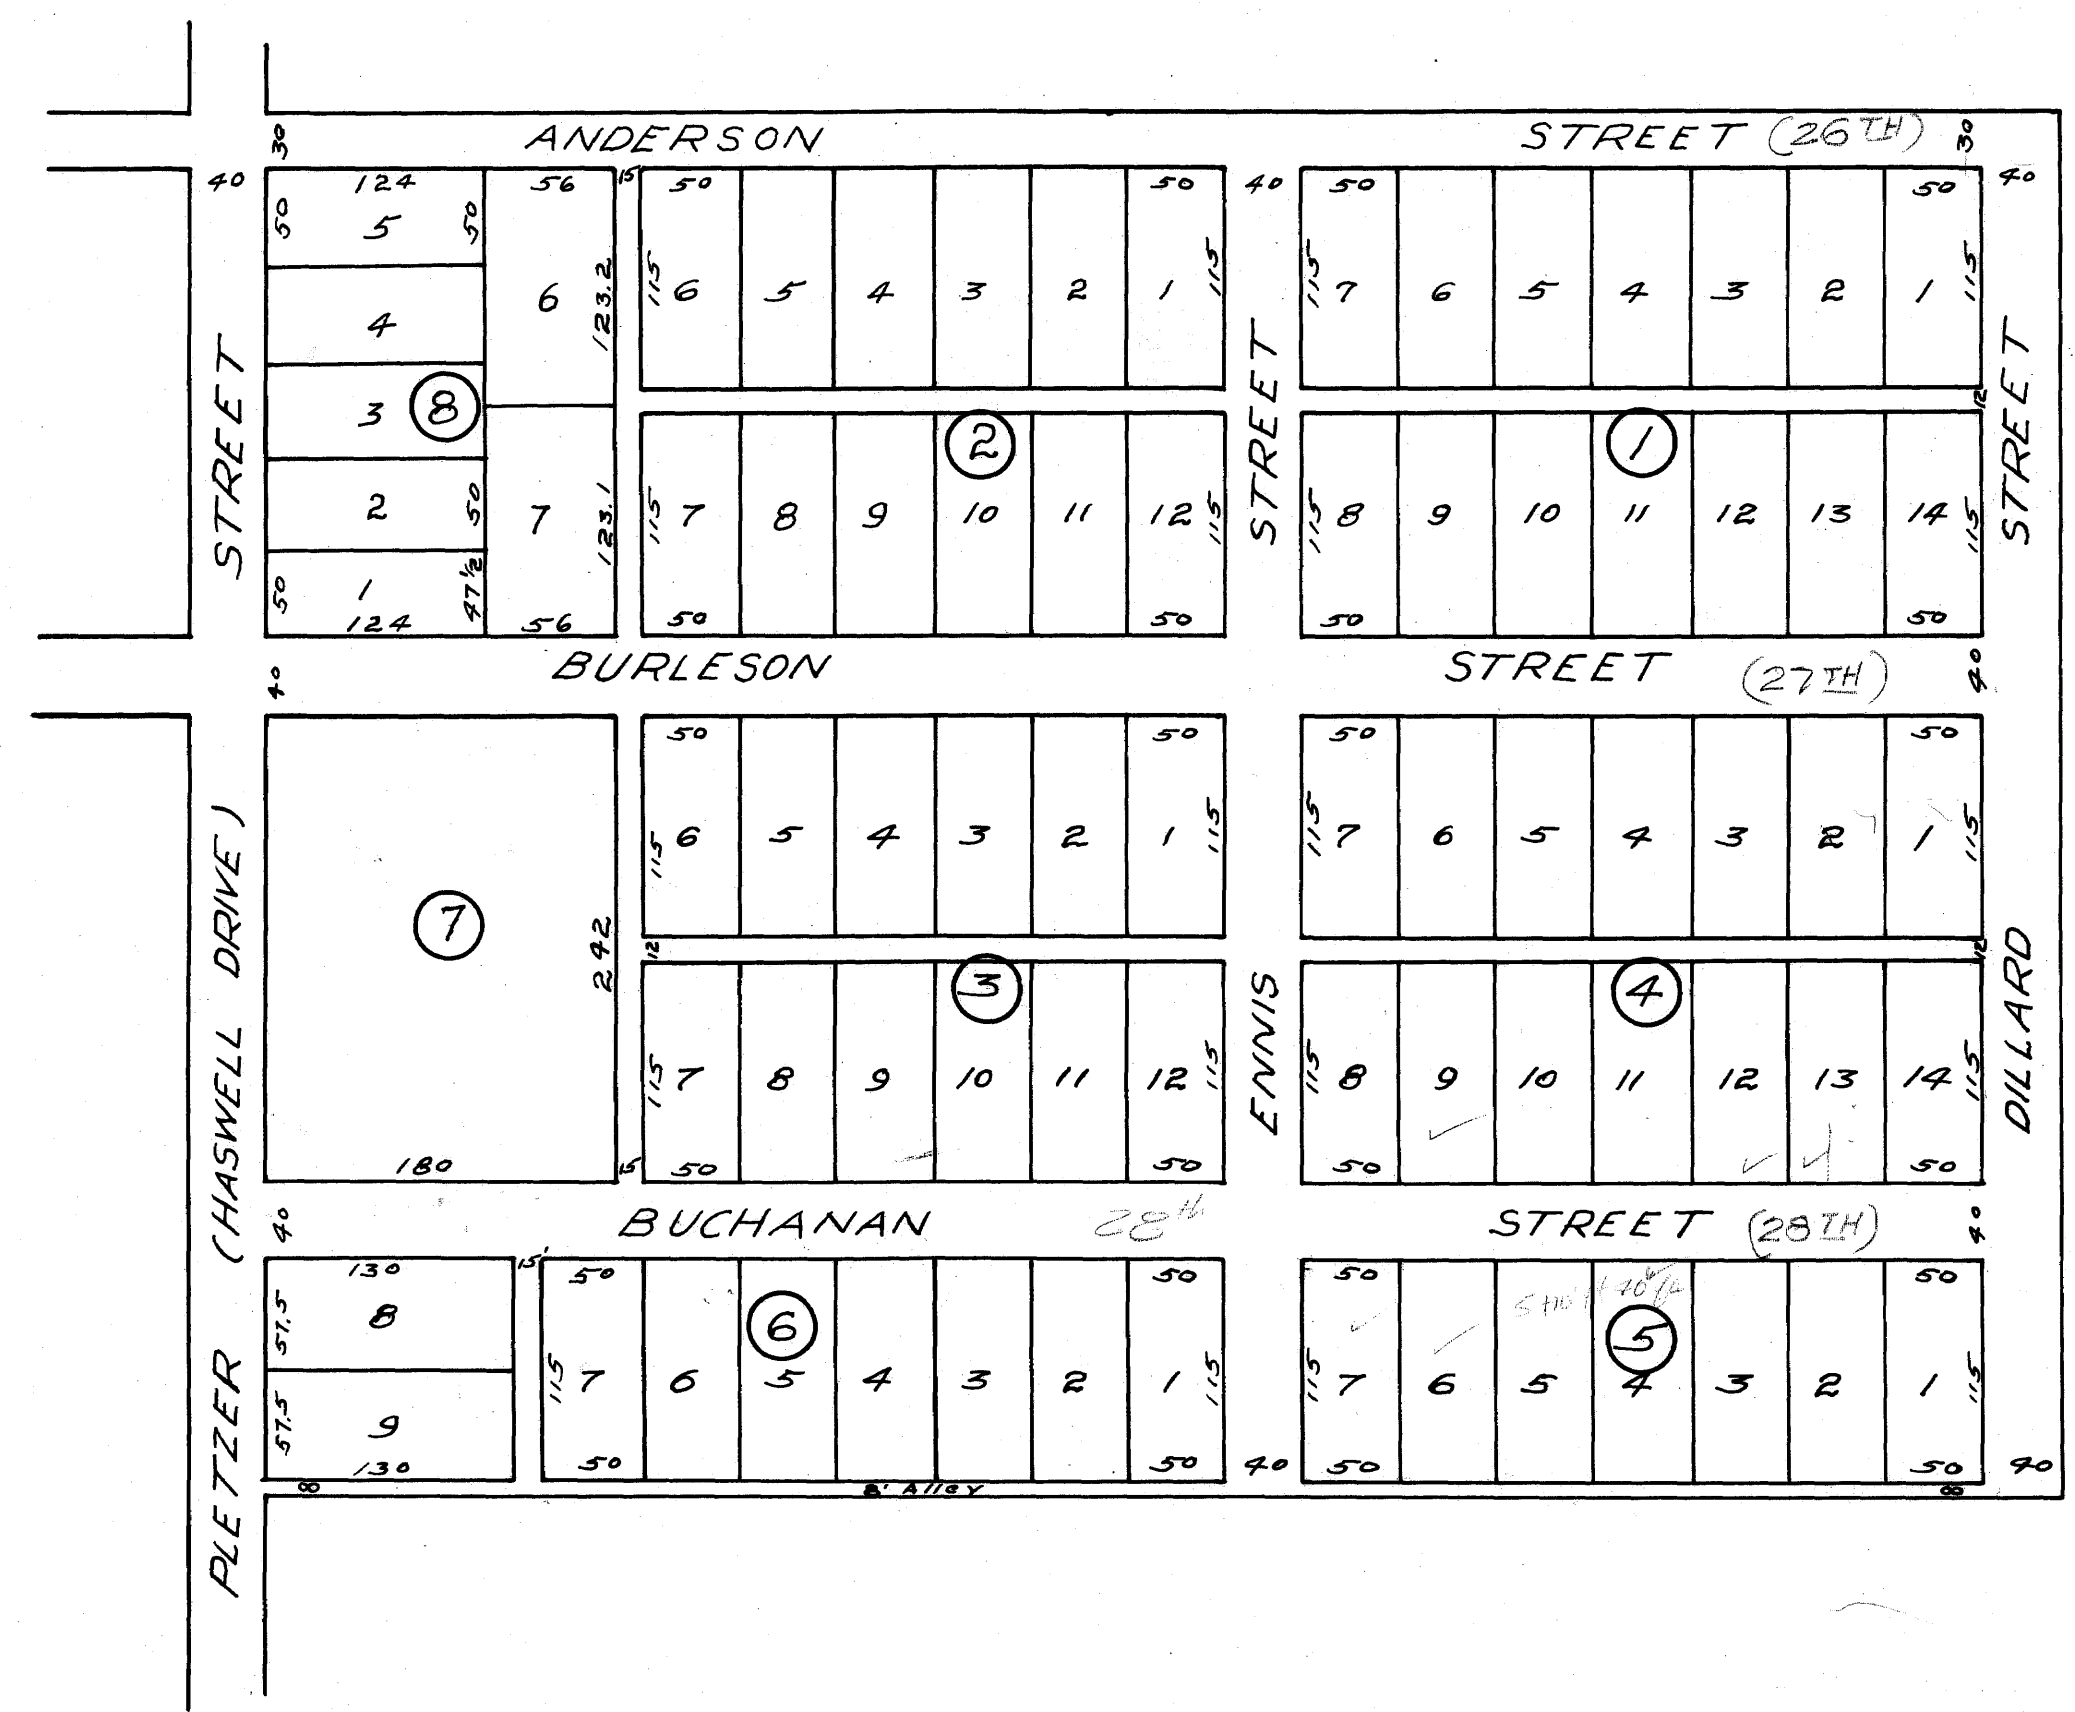 ANDERSON STREET (26TH)
30 30
40 124 56 15 50 50 40 50 50 40
50 5 50
6 123.2 115 6 5 4 3 2 1 115 115 7 6 5 4 3 2 1 115
4
3 8
12
2 1
2 50 7 123.1 115 7 8 9 10 11 12 115 115 8 9 10 11 12 13 14 115
50 1 47 1/2
124 56 50 50 50 50
STREET
STREET
STREET
BURLESON STREET (27TH)
40 40
50 50 50 50
115 6 5 4 3 2 1 115 115 7 6 5 4 3 2 1 115
7 242
12 12
3 4
115 7 8 9 10 11 12 115 115 8 9 10 11 12 13 14 115
180 15 50 50 50 50
ENNIS
DILLARD
BUCHANAN 28th STREET (28TH)
40 40
130 15' 50 50 50 50
57.5 8 6 5
115 7 6 5 4 3 2 1 115 115 7 6 5 4 3 2 1 115
57.5 9
130 50 50 40 50 50 40
8 8' Alley 8
PLETZER (HASWELL DRIVE)